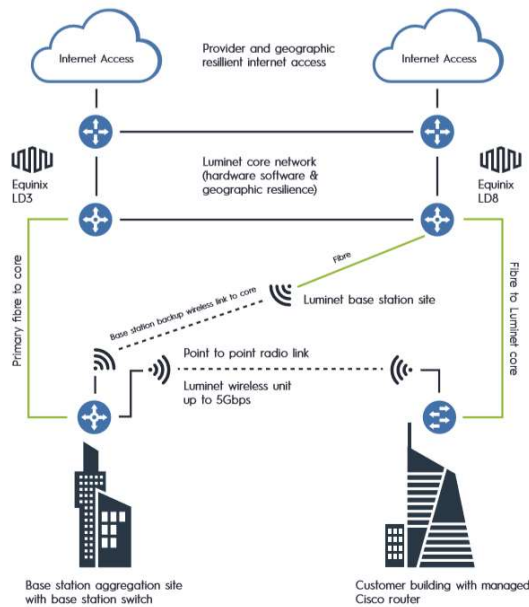 Internet Access
Provider and geographic
resillient internet access
Internet Access
Equinix
LD3
Luminet core network
(hardware software &
geographic resilience)
Equinix
LD8
Primary fibre to core
Fibre
Base station backup wireless link to core
Luminet base station site
Fibre to Luminet core
Point to point radio link
Luminet wireless unit
up to 5Gbps
Base station aggregation site
with base station switch
Customer building with managed
Cisco router